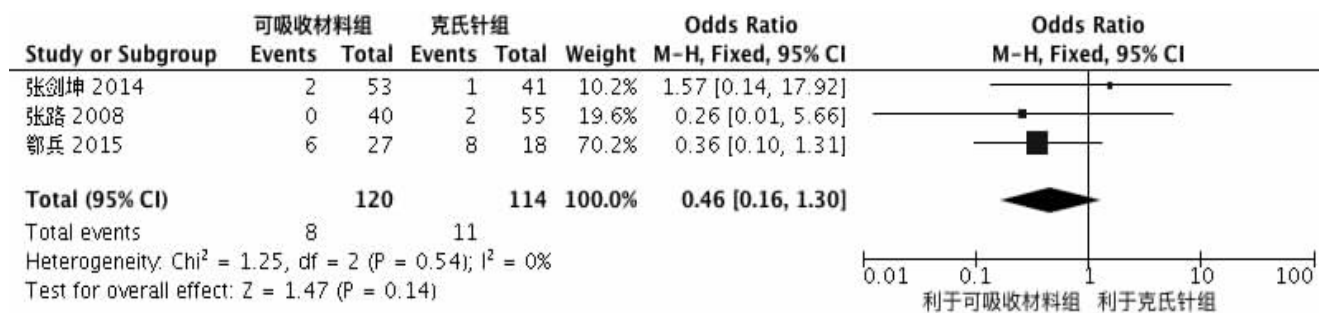 可吸收材料组 克氏针组 Odds Ratio Odds Ratio
Study or Subgroup Events Total Events Total Weight M-H, Fixed, 95% CI M-H, Fixed, 95% CI
张剑坤 2014 2 53 1 41 10.2% 1.57 [0.14, 17.92]
张路 2008 0 40 2 55 19.6% 0.26 [0.01, 5.66]
鄂兵 2015 6 27 8 18 70.2% 0.36 [0.10, 1.31]
Total (95% CI) 120 114 100.0% 0.46 [0.16, 1.30]
Total events 8 11
Heterogeneity: Chi² = 1.25, df = 2 (P = 0.54); I² = 0%
Test for overall effect: Z = 1.47 (P = 0.14)
0.01 0.1 1 10 100
利于可吸收材料组 利于克氏针组